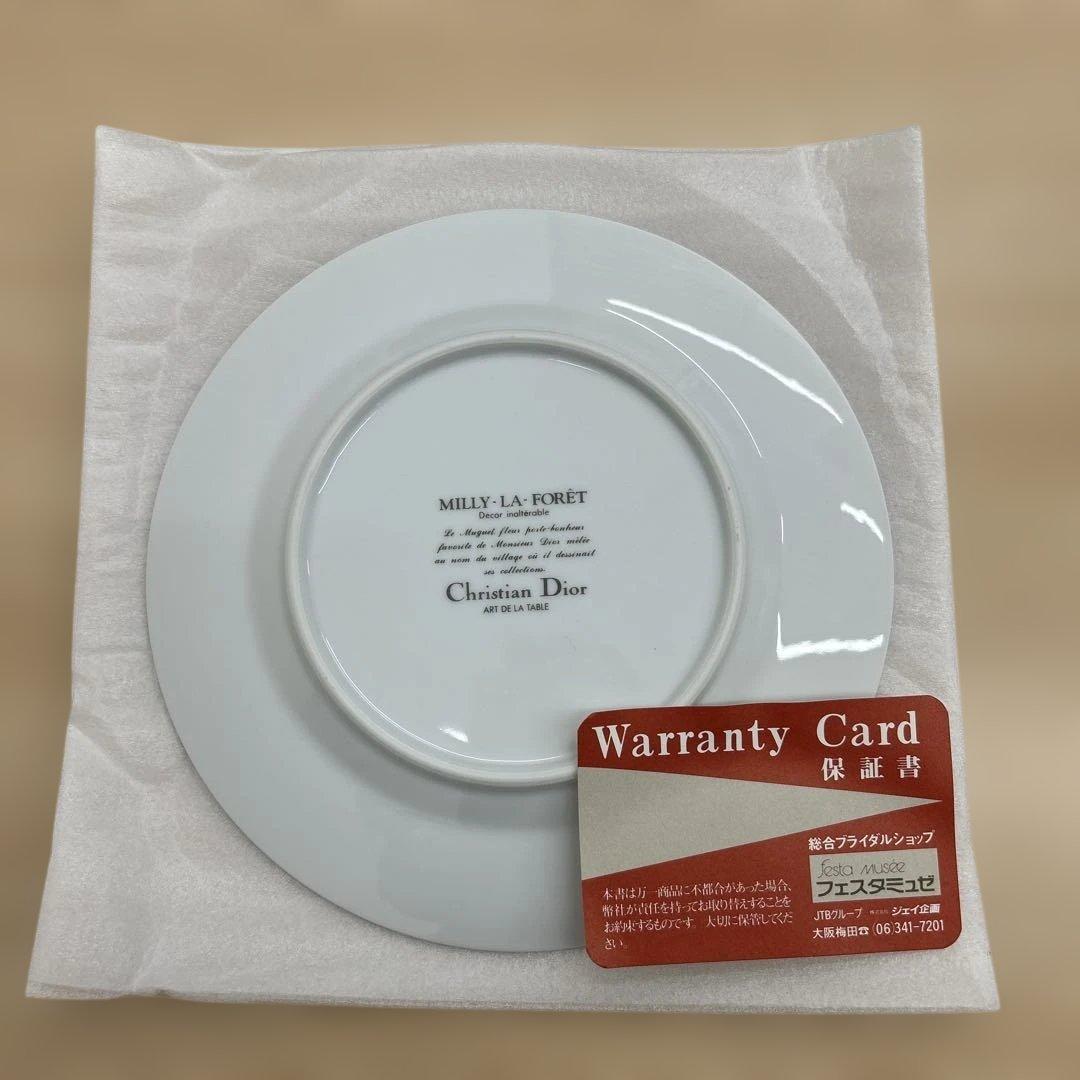 MILLY-LA-FORÊT
Décor inaltérable
Le Muguet fleur porte-bonheur
favorite de Monsieur Dior mêlée
au nom du village où il dessinait
ses collections.
Christian Dior
ART DE LA TABLE
Warranty Card
保証書
総合ブライダルショップ
festa musée
フェスタミュゼ
JTBグループ 株式会社 ジェイ企画
大阪梅田☎(06)341-7201
本書は万一商品に不都合があった場合、
幣社が責任を持ってお取り替えすることを
お約束するものです。大切に保管してくだ
さい。